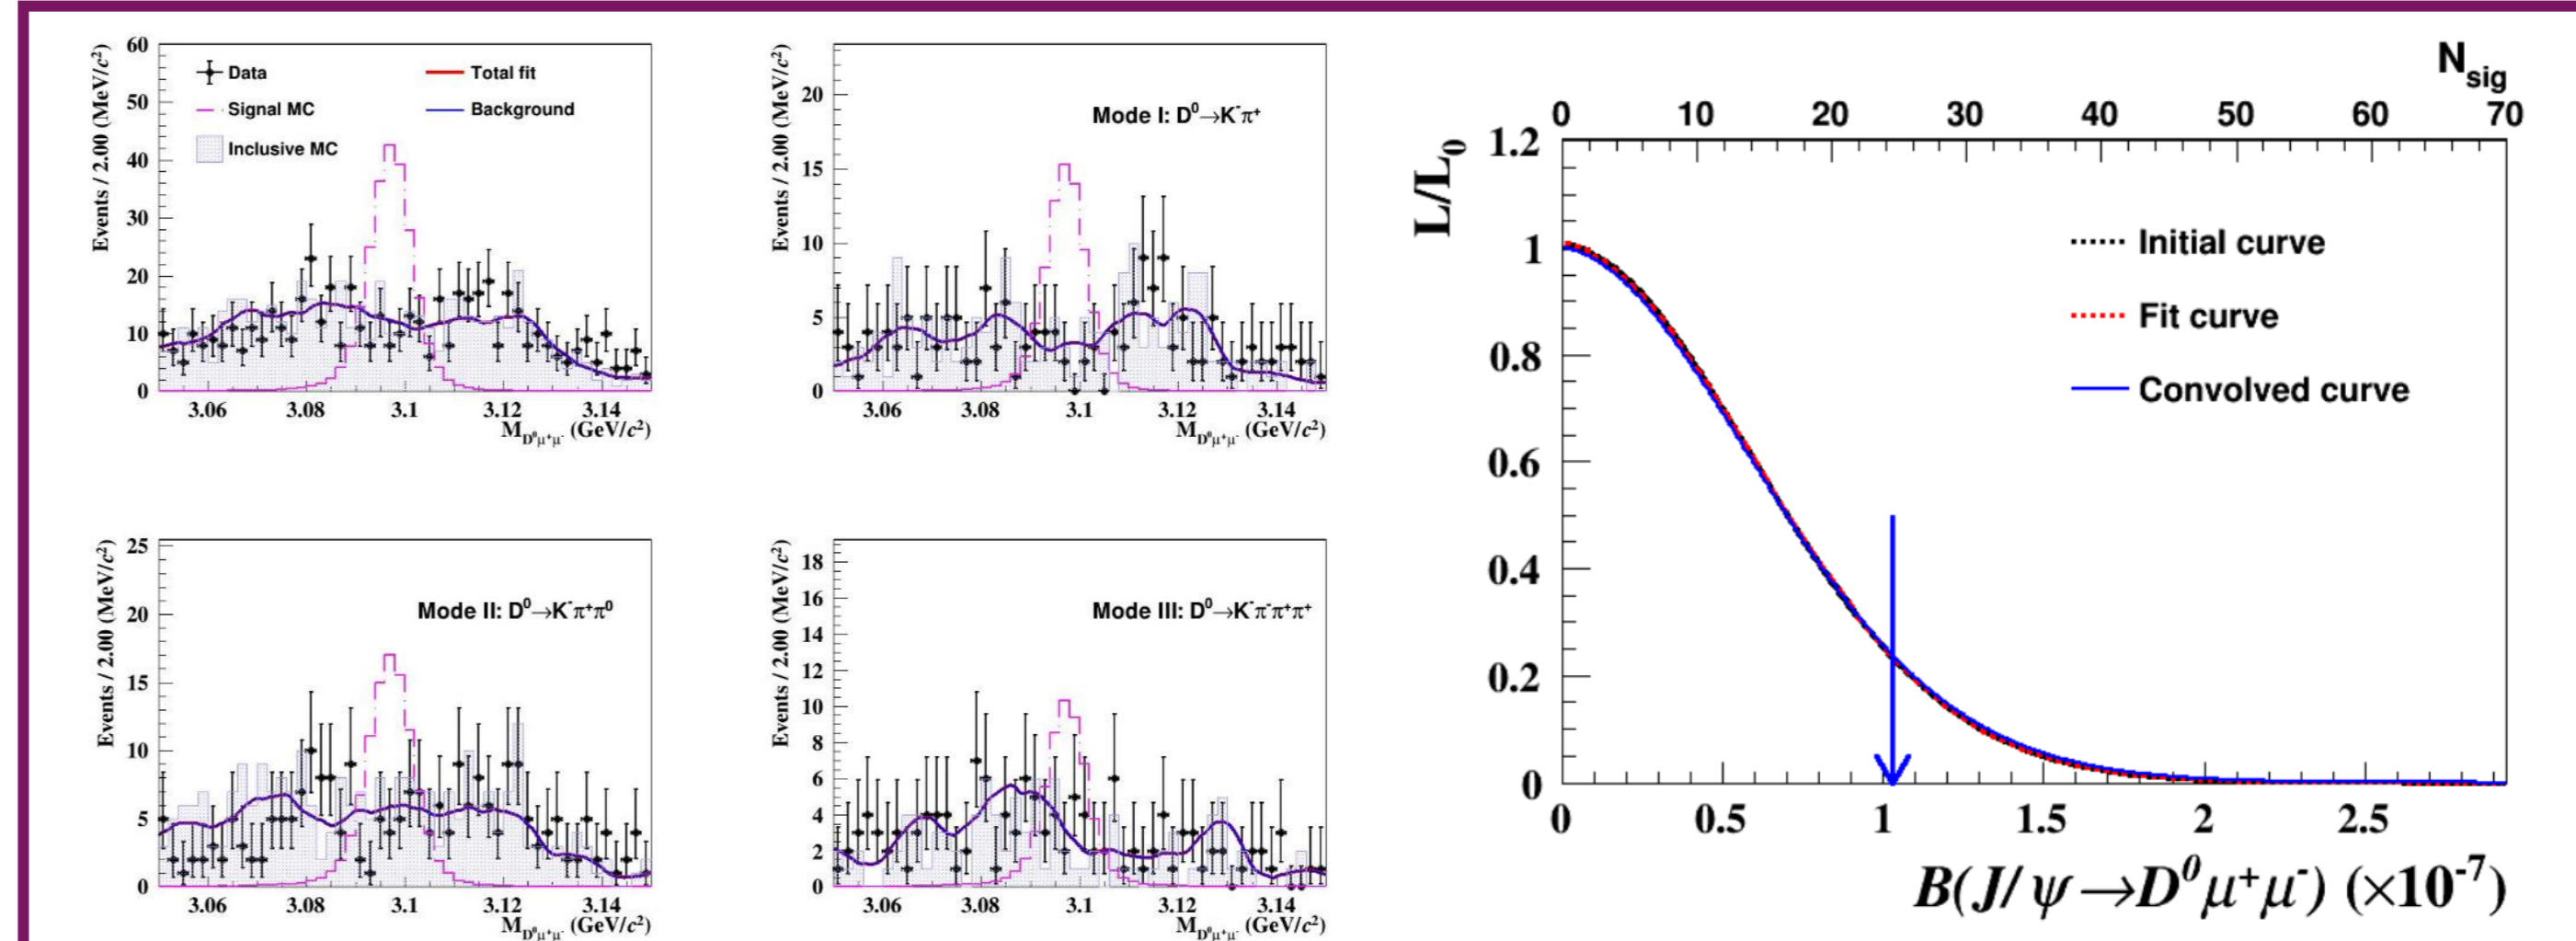 Events / 2.00 (MeV/c²)
60
50
40
30
20
10
0
Data
Signal MC
Inclusive MC
Total fit
Background
3.06 3.08 3.1 3.12 3.14
M_D⁰μ⁺μ⁻ (GeV/c²)
Events / 2.00 (MeV/c²)
20
15
10
5
0
Mode I: D⁰→K⁻π⁺
3.06 3.08 3.1 3.12 3.14
M_D⁰μ⁺μ⁻ (GeV/c²)
Events / 2.00 (MeV/c²)
25
20
15
10
5
0
Mode II: D⁰→K⁻π⁺π⁰
3.06 3.08 3.1 3.12 3.14
M_D⁰μ⁺μ⁻ (GeV/c²)
Events / 2.00 (MeV/c²)
18
16
14
12
10
8
6
4
2
0
Mode III: D⁰→K⁻π⁻π⁺π⁺
3.06 3.08 3.1 3.12 3.14
M_D⁰μ⁺μ⁻ (GeV/c²)
N_sig
0 10 20 30 40 50 60 70
L/L₀
1.2
1
0.8
0.6
0.4
0.2
0
Initial curve
Fit curve
Convolved curve
0 0.5 1 1.5 2 2.5
B(J/ψ→D⁰μ⁺μ⁻) (×10⁻⁷)